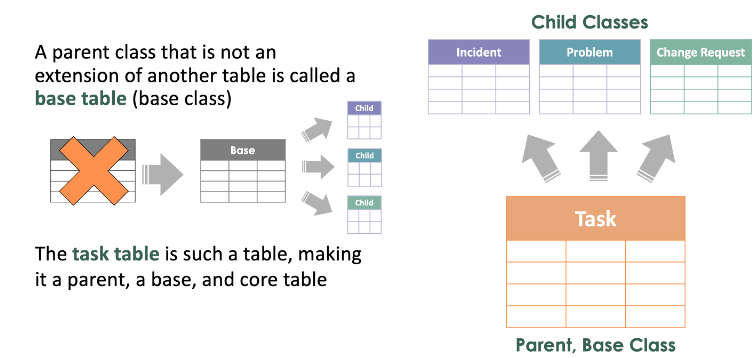 A parent class that is not an
extension of another table is called a
base table (base class)
Base
Child
Child
Child
The task table is such a table, making
it a parent, a base, and core table
Child Classes
Incident
Problem
Change Request
Task
Parent, Base Class